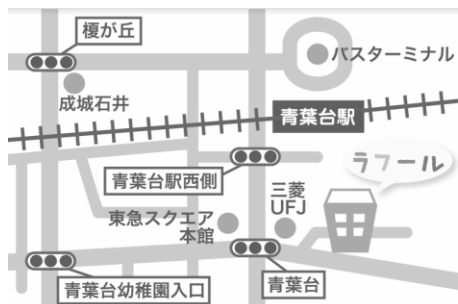 榎が丘
バスターミナル
成城石井
青葉台駅
ラフール
青葉台駅西側
三菱
UFJ
東急スクエア
本館
青葉台幼稚園入口
青葉台